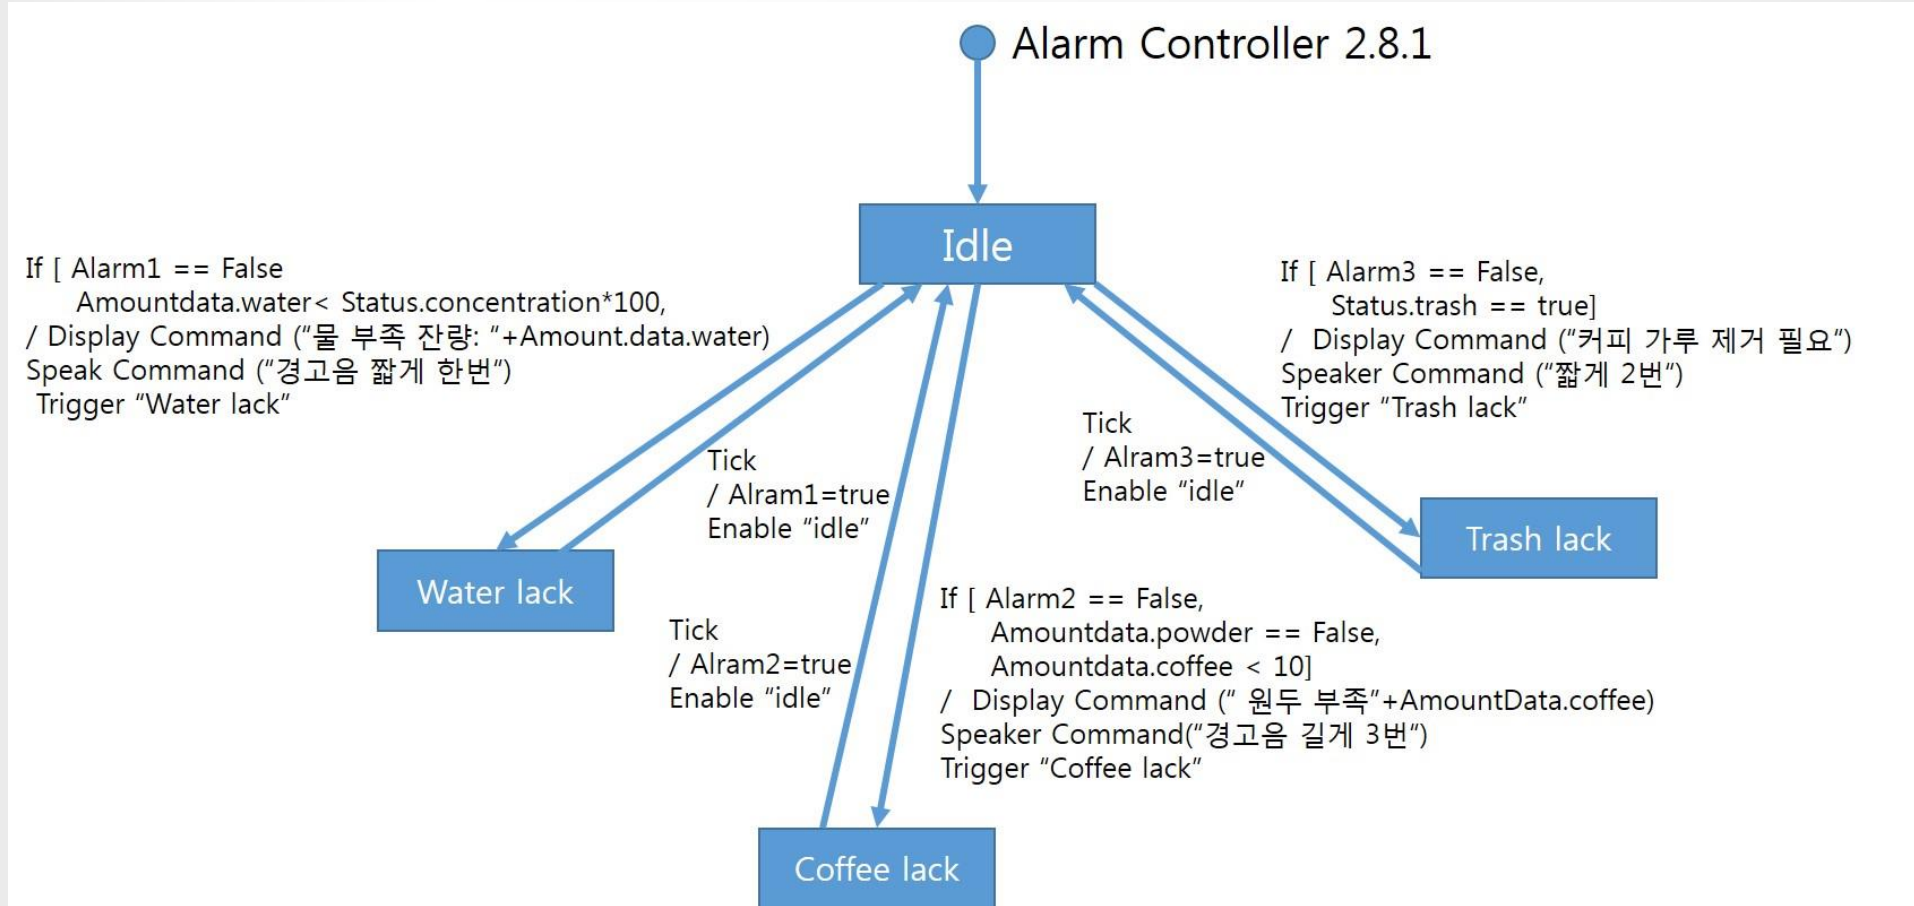 Alarm Controller 2.8.1
Idle
If [ Alarm1 == False
Amountdata.water< Status.concentration*100,
/ Display Command (“물 부족 잔량: “+Amount.data.water)
Speak Command (“경고음 짧게 한번“)
Trigger “Water lack”
If [ Alarm3 == False,
Status.trash == true]
/ Display Command (“커피 가루 제거 필요“)
Speaker Command (“짧게 2번“)
Trigger “Trash lack”
Tick
/ Alram1=true
Enable “idle”
Tick
/ Alram3=true
Enable “idle”
Water lack
Trash lack
Tick
/ Alram2=true
Enable “idle”
If [ Alarm2 == False,
Amountdata.powder == False,
Amountdata.coffee < 10]
/ Display Command (“ 원두 부족”+AmountData.coffee)
Speaker Command(“경고음 길게 3번“)
Trigger “Coffee lack”
Coffee lack